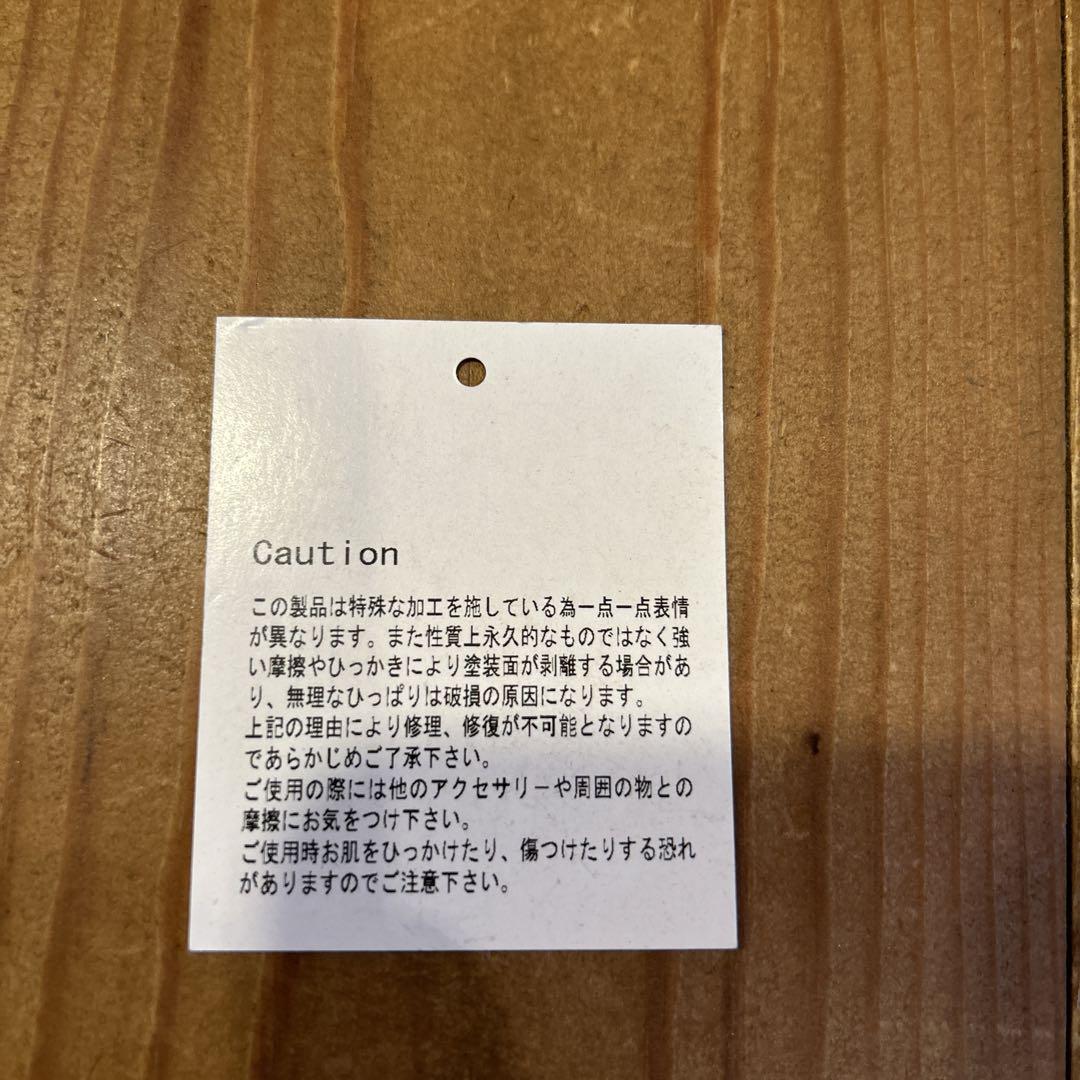 Caution
この製品は特殊な加工を施している為一点一点表情
が異なります。また性質上永久的なものではなく強
い摩擦やひっかきにより塗装面が剥離する場合があ
り、無理なひっぱりは破損の原因になります。
上記の理由により修理、修復が不可能となりますの
であらかじめご了承下さい。
ご使用の際には他のアクセサリーや周囲の物との
摩擦にお気をつけ下さい。
ご使用時お肌をひっかけたり、傷つけたりする恐れ
がありますのでご注意下さい。